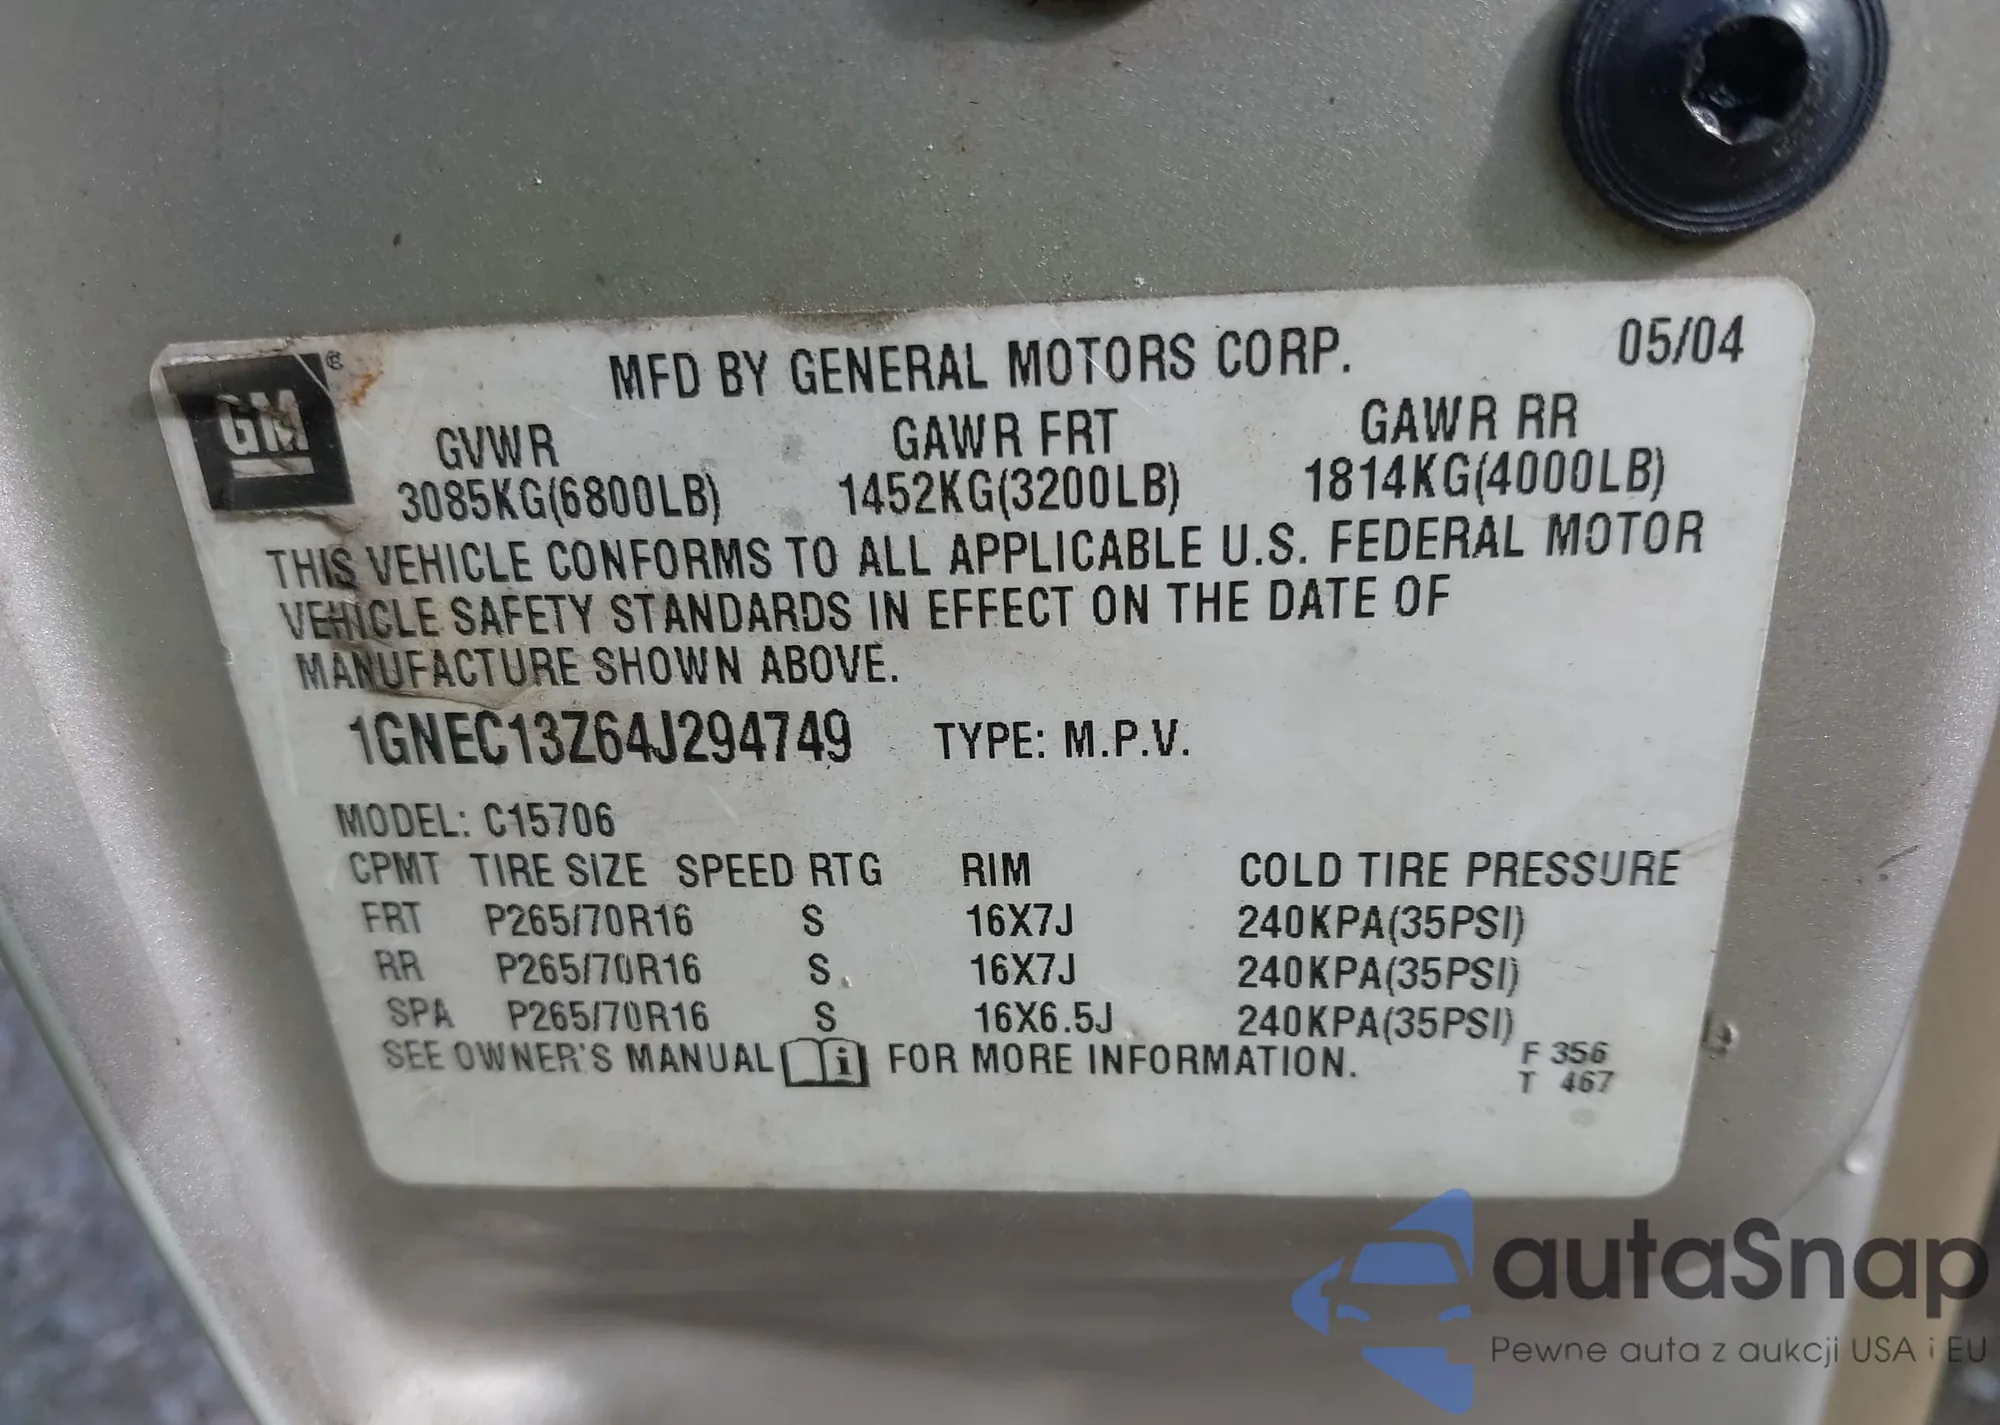 GM ®
MFD BY GENERAL MOTORS CORP. 05/04
GVWR GAWR FRT GAWR RR
3085KG(6800LB) 1452KG(3200LB) 1814KG(4000LB)
THIS VEHICLE CONFORMS TO ALL APPLICABLE U.S. FEDERAL MOTOR
VEHICLE SAFETY STANDARDS IN EFFECT ON THE DATE OF
MANUFACTURE SHOWN ABOVE.
1GNEC13Z64J294749 TYPE: M.P.V.
MODEL: C15706
CPMT TIRE SIZE SPEED RTG RIM COLD TIRE PRESSURE
FRT P265/70R16 S 16X7J 240KPA(35PSI)
RR P265/70R16 S 16X7J 240KPA(35PSI)
SPA P265/70R16 S 16X6.5J 240KPA(35PSI)
SEE OWNER'S MANUAL i FOR MORE INFORMATION.
F 356
T 467
autaSnap
Pewne auta z aukcji USA i EU